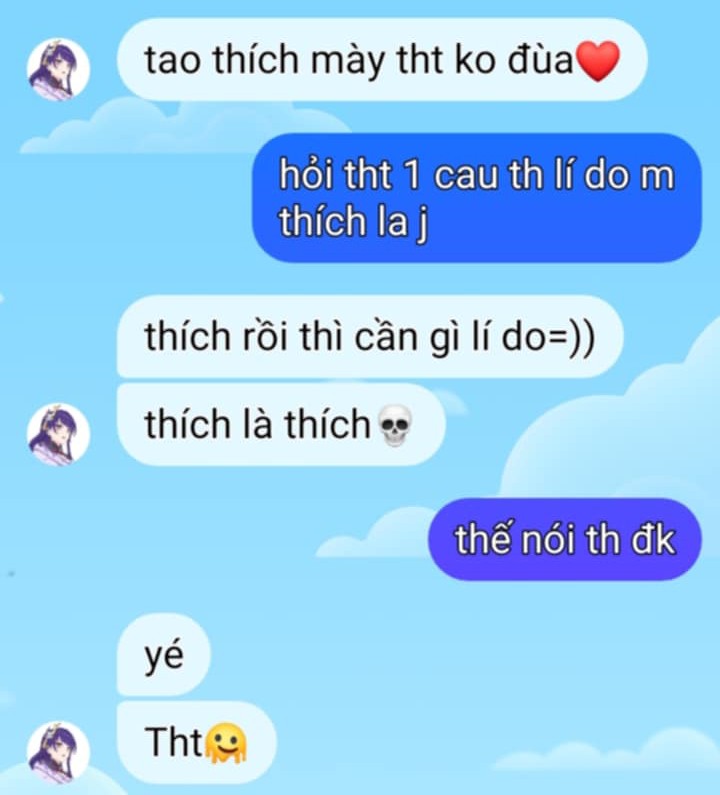 tao thích mày tht ko đùa❤️
hỏi tht 1 cau th lí do m
thích la j
thích rồi thì cần gì lí do=))
thích là thích💀
thế nói th đk
yé
Tht🫠